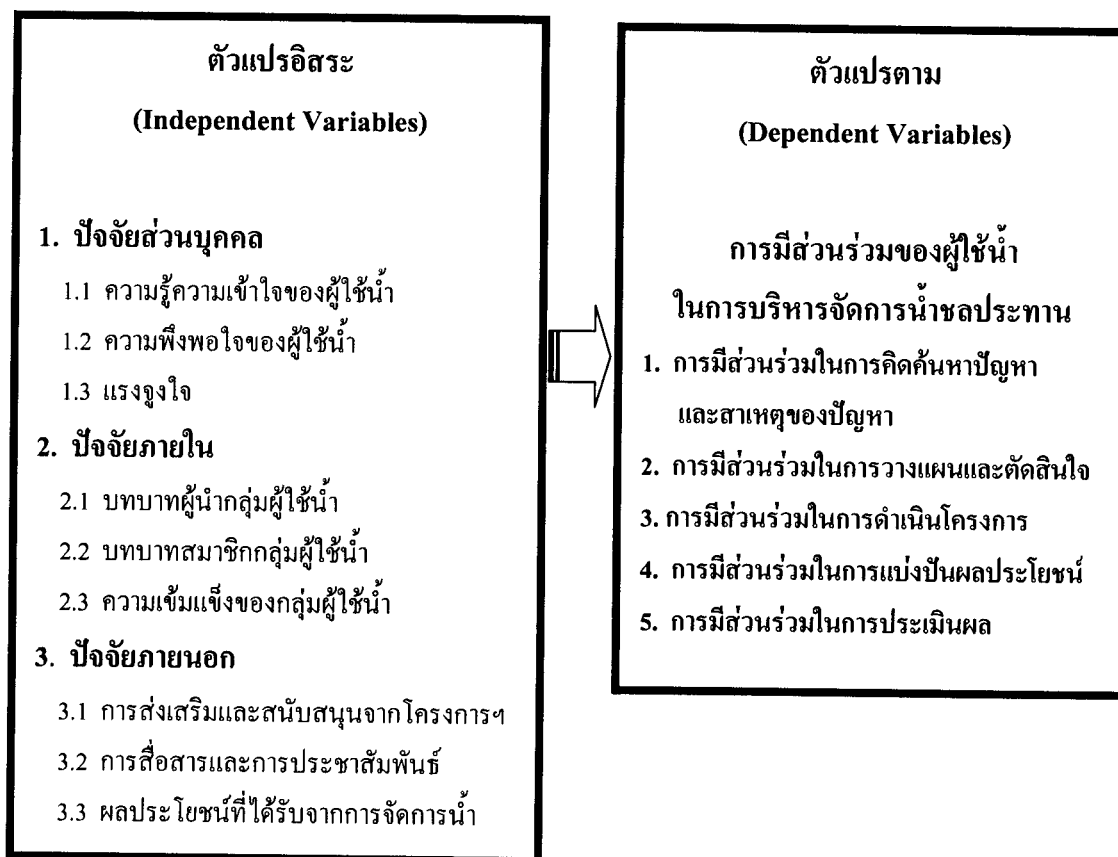 ตัวแปรอิสระ
(Independent Variables)
1. ปัจจัยส่วนบุคคล
1.1 ความรู้ความเข้าใจของผู้ใช้น้ำ
1.2 ความพึงพอใจของผู้ใช้น้ำ
1.3 แรงจูงใจ
2. ปัจจัยภายใน
2.1 บทบาทผู้นำกลุ่มผู้ใช้น้ำ
2.2 บทบาทสมาชิกกลุ่มผู้ใช้น้ำ
2.3 ความเข้มแข็งของกลุ่มผู้ใช้น้ำ
3. ปัจจัยภายนอก
3.1 การส่งเสริมและสนับสนุนจากโครงการฯ
3.2 การสื่อสารและการประชาสัมพันธ์
3.3 ผลประโยชน์ที่ได้รับจากการจัดการน้ำ
ตัวแปรตาม
(Dependent Variables)
การมีส่วนร่วมของผู้ใช้น้ำ
ในการบริหารจัดการน้ำชลประทาน
1. การมีส่วนร่วมในการคิดค้นหาปัญหา
และสาเหตุของปัญหา
2. การมีส่วนร่วมในการวางแผนและตัดสินใจ
3. การมีส่วนร่วมในการดำเนินโครงการ
4. การมีส่วนร่วมในการแบ่งปันผลประโยชน์
5. การมีส่วนร่วมในการประเมินผล